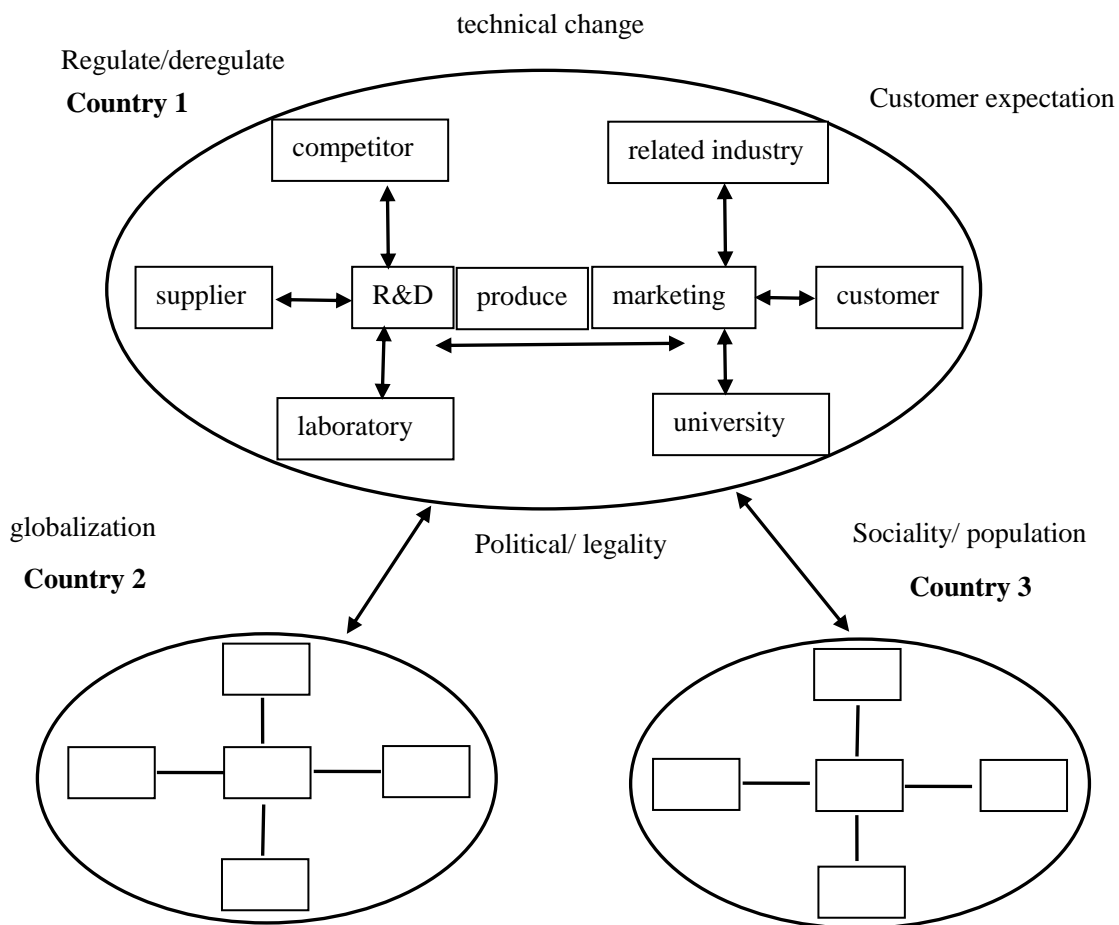 technical change
Regulate/deregulate
Country 1
Customer expectation
competitor
related industry
supplier
R&D
produce
marketing
customer
laboratory
university
globalization
Political/ legality
Sociality/ population
Country 2
Country 3